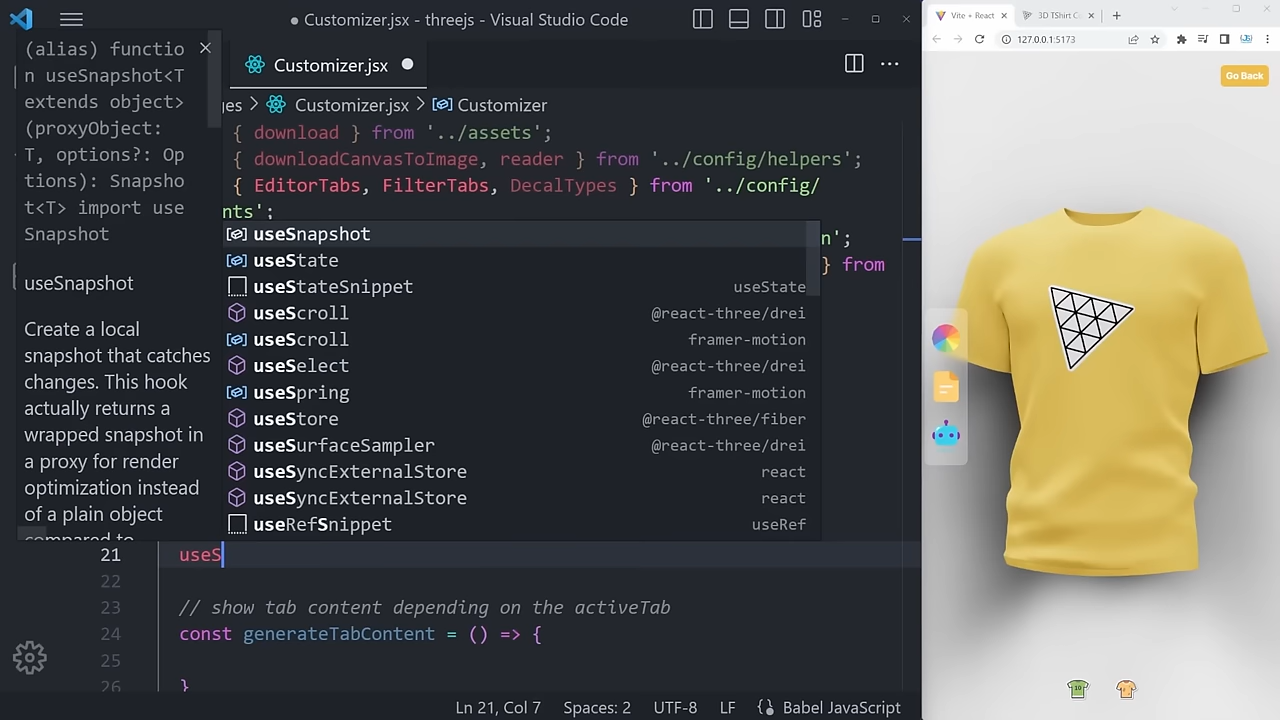 Customizer.jsx - threejs - Visual Studio Code
(alias) functio
n useSnapshot<T
extends object>
(proxyObject:
T, options?: Op
tions): Snapsho
t<T> import use
Snapshot
useSnapshot
Create a local
snapshot that catches
changes. This hook
actually returns a
wrapped snapshot in
a proxy for render
optimization instead
of a plain object
compared to
Customizer.jsx
ges > Customizer.jsx > Customizer
{ download } from '../assets';
{ downloadCanvasToImage, reader } from '../config/helpers';
{ EditorTabs, FilterTabs, DecalTypes } from '../config/
nts';
n';
} from
useSnapshot
useState
useStateSnippet useState
useScroll @react-three/drei
useScroll framer-motion
useSelect @react-three/drei
useSpring framer-motion
useStore @react-three/fiber
useSurfaceSampler @react-three/drei
useSyncExternalStore react
useSyncExternalStore react
useRefSnippet useRef
21 useS
22
23 // show tab content depending on the activeTab
24 const generateTabContent = () => {
25
26 }
Ln 21, Col 7 Spaces: 2 UTF-8 LF Babel JavaScript
Vite + React
3D TShirt C
127.0.0.1:5173
Go Back